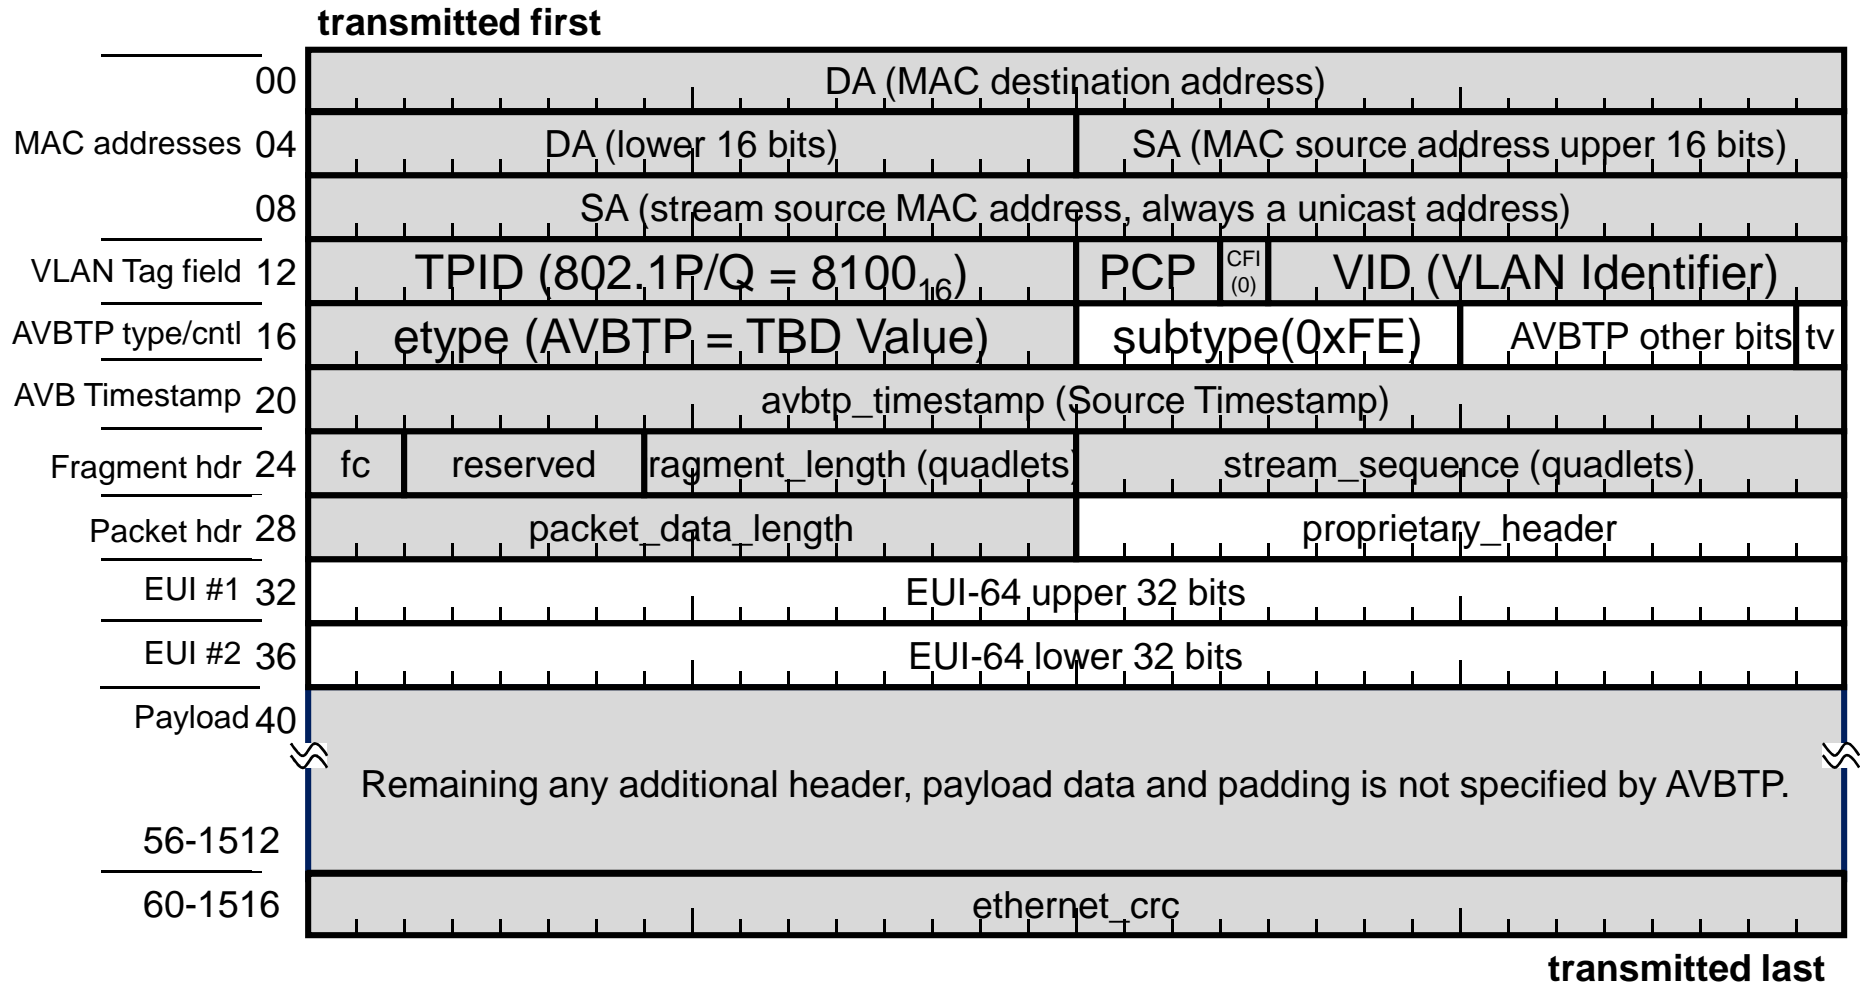 transmitted first
00 DA (MAC destination address)
MAC addresses 04 DA (lower 16 bits) SA (MAC source address upper 16 bits)
08 SA (stream source MAC address, always a unicast address)
VLAN Tag field 12 TPID (802.1P/Q = 8100₁₆) PCP CFI (0) VID (VLAN Identifier)
AVBTP type/cntl 16 etype (AVBTP = TBD Value) subtype(0xFE) AVBTP other bits tv
AVB Timestamp 20 avbtp_timestamp (Source Timestamp)
Fragment hdr 24 fc reserved ragment_length (quadlets) stream_sequence (quadlets)
Packet hdr 28 packet_data_length proprietary_header
EUI #1 32 EUI-64 upper 32 bits
EUI #2 36 EUI-64 lower 32 bits
Payload 40
Remaining any additional header, payload data and padding is not specified by AVBTP.
56-1512
60-1516 ethernet_crc
transmitted last